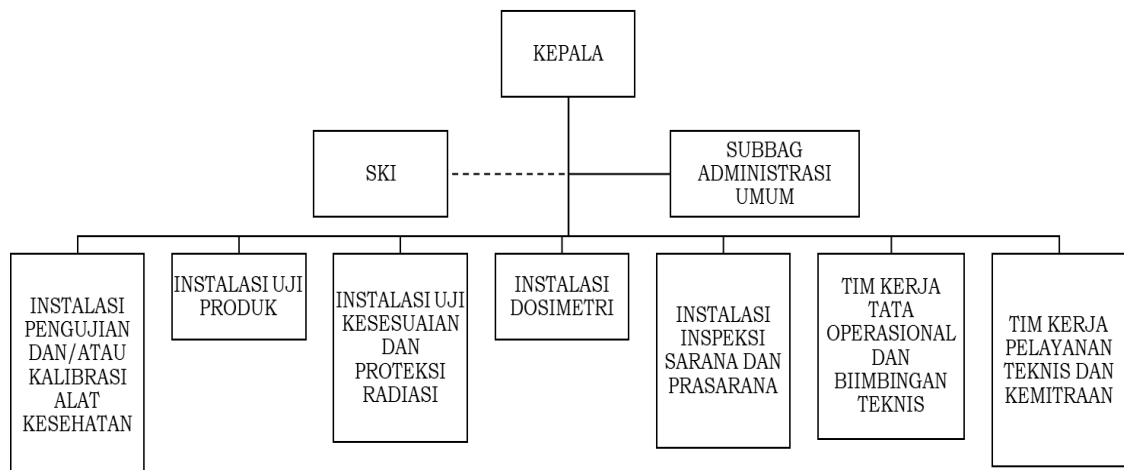 KEPALA
SKI
SUBBAG
ADMINISTRASI
UMUM
INSTALASI
PENGUJIAN
DAN/ATAU
KALIBRASI
ALAT
KESEHATAN
INSTALASI UJI
PRODUK
INSTALASI UJI
KESESUAIAN
DAN
PROTEKSI
RADIASI
INSTALASI
DOSIMETRI
INSTALASI
INSPEKSI
SARANA DAN
PRASARANA
TIM KERJA
TATA
OPERASIONAL
DAN
BIIMBINGAN
TEKNIS
TIM KERJA
PELAYANAN
TEKNIS DAN
KEMITRAAN